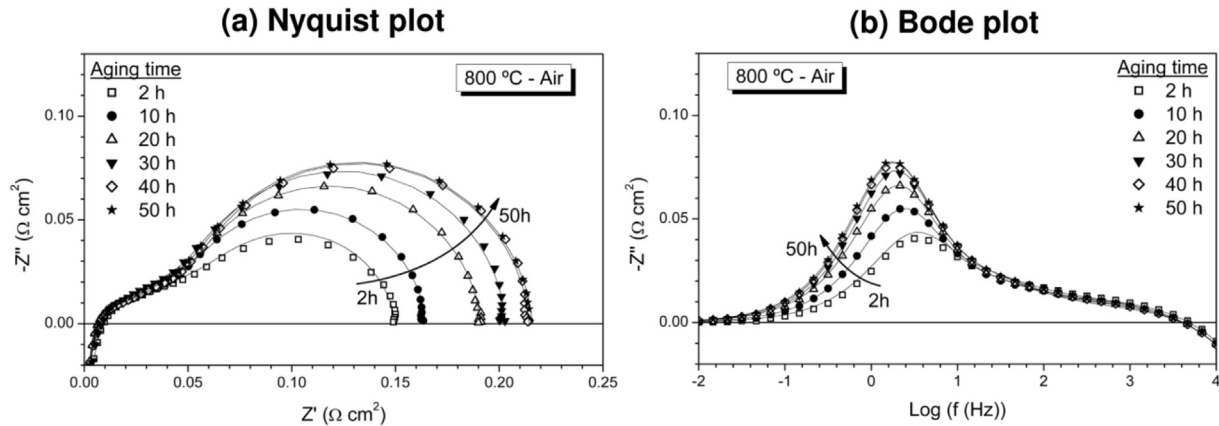 (a) Nyquist plot
Aging time
2 h
10 h
20 h
30 h
40 h
50 h
800 ºC - Air
50h
2h
0.10
0.05
0.00
-Z'' (Ω cm²)
0.00 0.05 0.10 0.15 0.20 0.25
Z' (Ω cm²)
(b) Bode plot
800 ºC - Air
Aging time
2 h
10 h
20 h
30 h
40 h
50 h
50h
2h
0.10
0.05
0.00
-Z'' (Ω cm²)
-2 -1 0 1 2 3 4
Log (f (Hz))